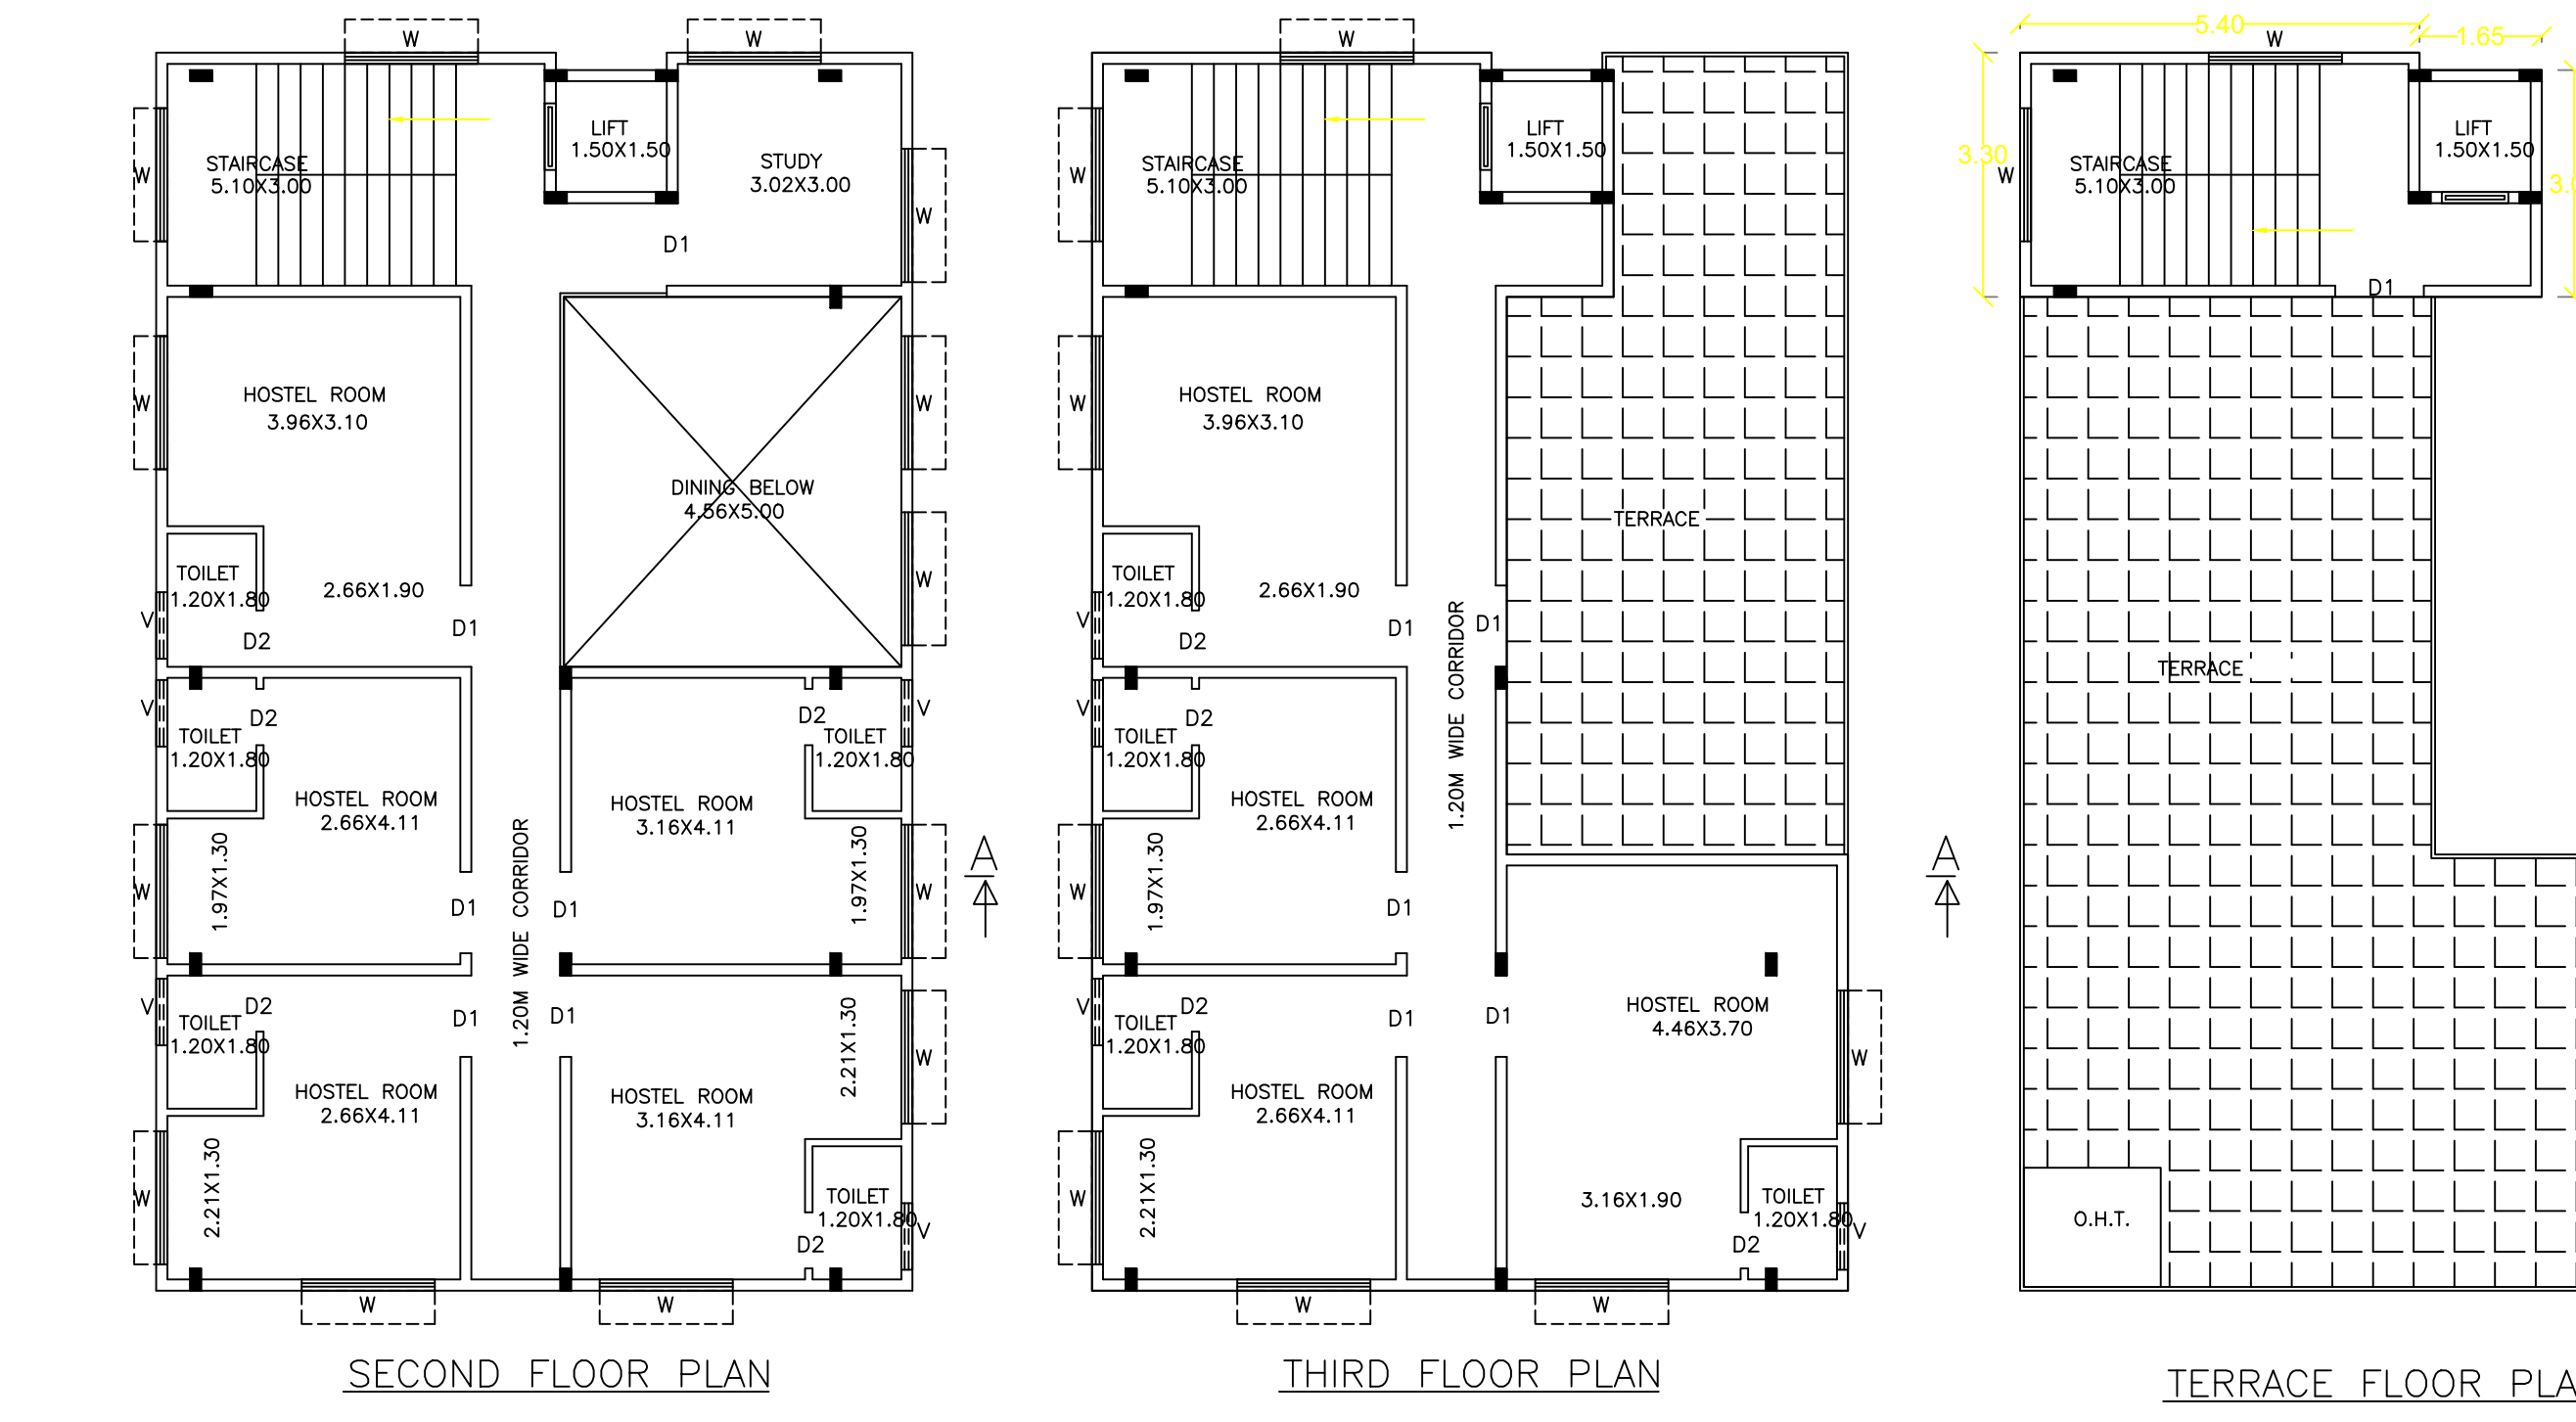 W
W
STAIRCASE
5.10X3.00
LIFT
1.50X1.50
STUDY
3.02X3.00
W
W
D1
HOSTEL ROOM
3.96X3.10
W
W
DINING BELOW
4.56X5.00
W
TOILET
1.20X1.80
2.66X1.90
V
D2
D1
V
D2
TOILET
1.20X1.80
D2
V
TOILET
1.20X1.80
HOSTEL ROOM
2.66X4.11
HOSTEL ROOM
3.16X4.11
1.97X1.30
1.97X1.30
W
W
D1
D1
1.20M WIDE CORRIDOR
V
D2
TOILET
1.20X1.80
D1
D1
2.21X1.30
W
HOSTEL ROOM
2.66X4.11
HOSTEL ROOM
3.16X4.11
2.21X1.30
W
TOILET
1.20X1.80
V
D2
W
W
SECOND FLOOR PLAN
A
W
W
STAIRCASE
5.10X3.00
LIFT
1.50X1.50
HOSTEL ROOM
3.96X3.10
W
TERRACE
TOILET
1.20X1.80
2.66X1.90
V
D2
D1
D1
1.20M WIDE CORRIDOR
V
D2
TOILET
1.20X1.80
HOSTEL ROOM
2.66X4.11
1.97X1.30
W
D1
V
D2
TOILET
1.20X1.80
D1
D1
HOSTEL ROOM
4.46X3.70
W
HOSTEL ROOM
2.66X4.11
2.21X1.30
W
3.16X1.90
TOILET
1.20X1.80
V
D2
W
W
THIRD FLOOR PLAN
A
5.40
1.65
W
3.30
W
STAIRCASE
5.10X3.00
LIFT
1.50X1.50
D1
TERRACE
O.H.T.
TERRACE FLOOR